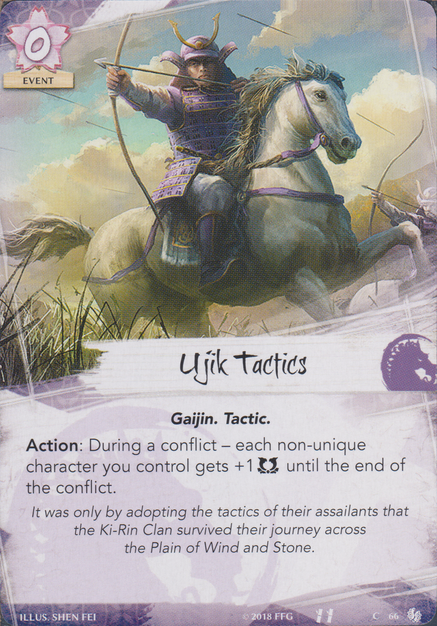 0
EVENT
Ujik Tactics
Gaijin. Tactic.
Action: During a conflict – each non-unique
character you control gets +1 until the end of
the conflict.
It was only by adopting the tactics of their assailants that
the Ki-Rin Clan survived their journey across
the Plain of Wind and Stone.
ILLUS. SHEN FEI © 2018 FFG C 66